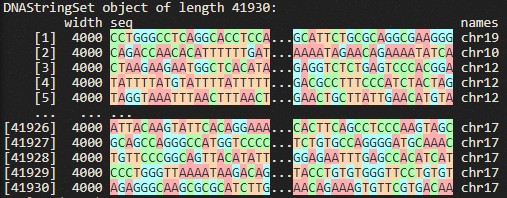 DNAStringSet object of length 41930:
width seq names
[1] 4000 CCTGGGCCTCAGGCACCTCCA...GCATTCTGCGCAGGCGAAGGG chr19
[2] 4000 CAGACCAACACATTTTTTGAT...AAAATAGAACAGAAAATATCA chr10
[3] 4000 CTAAGAAGAATGGCTCACATA...GAGGTCTCTGAGTCCCACGGA chr12
[4] 4000 TATTTTATGTATTTTATTTTT...GACGCCTTTCCCATCTACTAG chr12
[5] 4000 TAGGTAAATTTAACTTTAACT...GAACTGCTTATTGAACATGTA chr12
... ... ...
[41926] 4000 ATTACAAGTATTCACAGGAAA...CACTTCAGCCTCCCAAGTAGC chr17
[41927] 4000 GCAGCCAGGGCCATGGTCCCC...TCTGTGCCAGGGGATGCAAAC chr17
[41928] 4000 TGTTCCCGGCAGTTACATATT...GGAGAATTTGAGCCACATCAT chr17
[41929] 4000 CCCTGGGTTAAAATAAGACAG...TACCTGTGTGGGTTCCTGTGT chr17
[41930] 4000 AGAGGGCAAGCGCGCATCTTG...AACAGAAAGTGTTCGTGACAA chr17